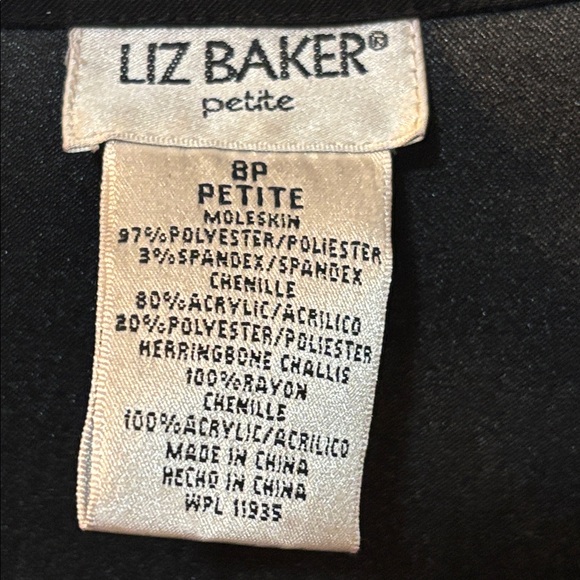 LIZ BAKER®
petite
8P
PETITE
MOLESKIN
97%POLYESTER/POLIESTER
3%SPANDEX/SPANDEX
CHENILLE
80%ACRYLIC/ACRILICO
20%POLYESTER/POLIESTER
HERRINGBONE CHALLIS
100%RAYON
CHENILLE
100%ACRYLIC/ACRILICO
MADE IN CHINA
HECHO IN CHINA
WPL 11935